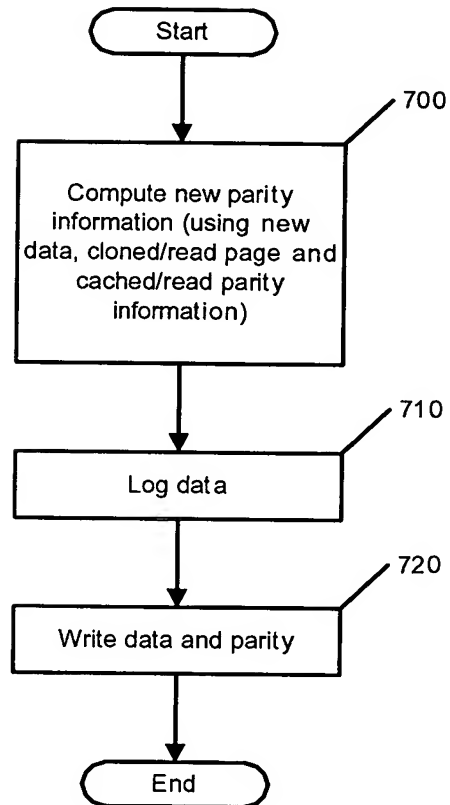 Start
700
Compute new parity
information (using new
data, cloned/read page and
cached/read parity
information)
710
Log data
720
Write data and parity
End